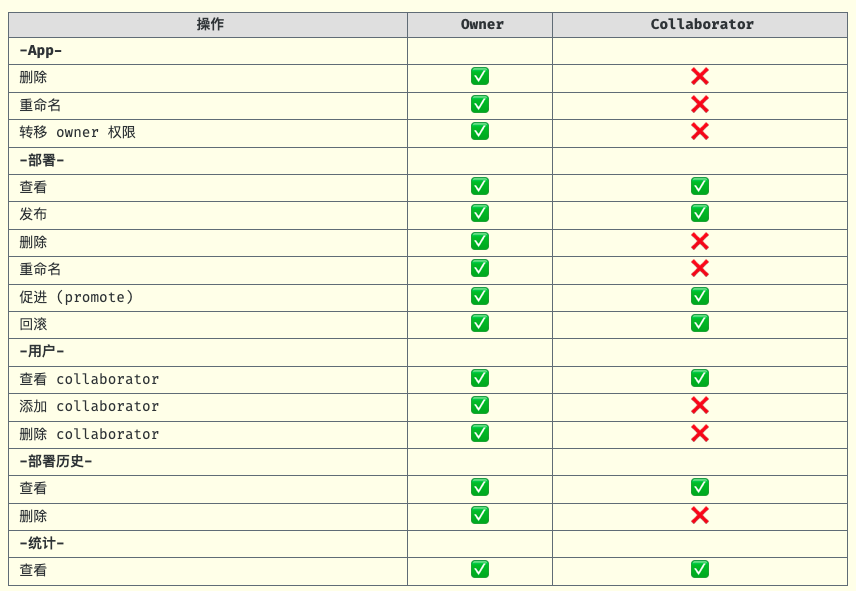 操作 Owner Collaborator
-App-
删除 ✅ ❌
重命名 ✅ ❌
转移 owner 权限 ✅ ❌
-部署-
查看 ✅ ✅
发布 ✅ ✅
删除 ✅ ❌
重命名 ✅ ❌
促进 (promote) ✅ ✅
回滚 ✅ ✅
-用户-
查看 collaborator ✅ ✅
添加 collaborator ✅ ❌
删除 collaborator ✅ ❌
-部署历史-
查看 ✅ ✅
删除 ✅ ❌
-统计-
查看 ✅ ✅